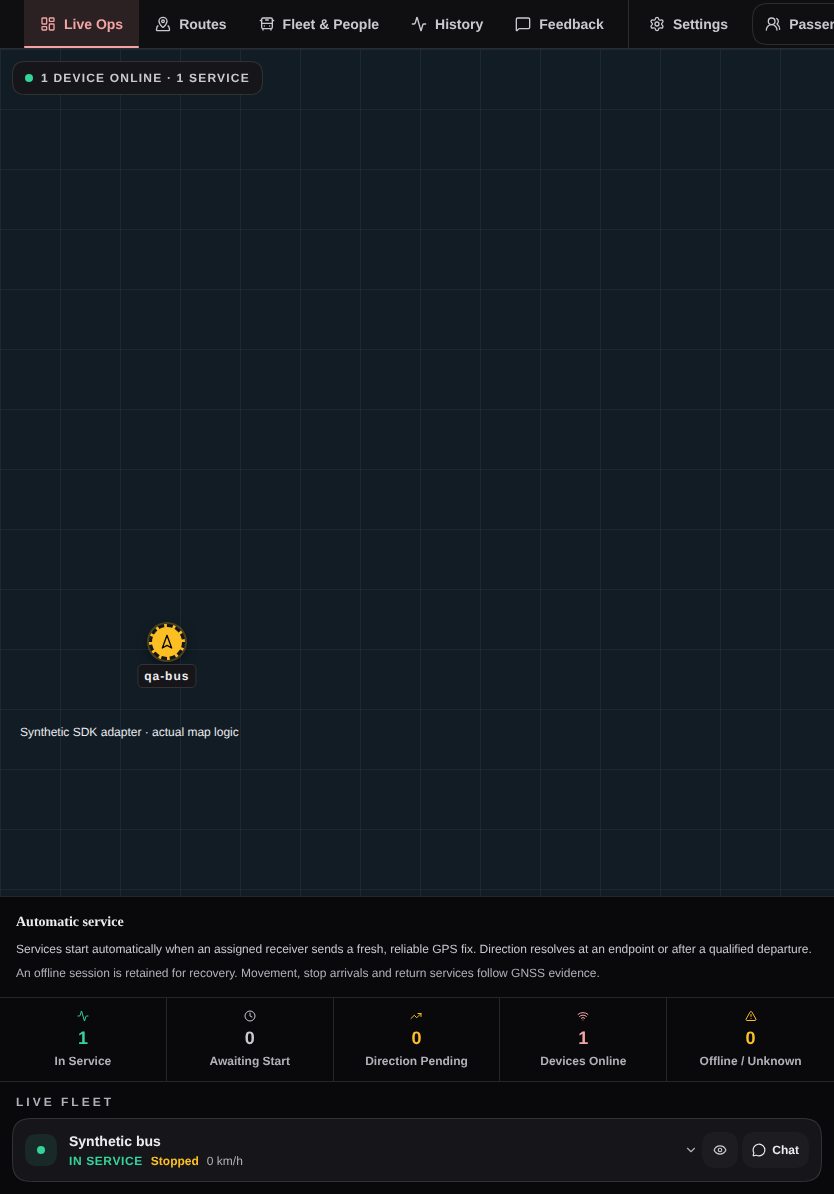 Live Ops Routes Fleet & People History Feedback Settings Passer
1 DEVICE ONLINE · 1 SERVICE
qa-bus
Synthetic SDK adapter · actual map logic
Automatic service
Services start automatically when an assigned receiver sends a fresh, reliable GPS fix. Direction resolves at an endpoint or after a qualified departure.
An offline session is retained for recovery. Movement, stop arrivals and return services follow GNSS evidence.
1 0 0 1 0
In Service Awaiting Start Direction Pending Devices Online Offline / Unknown
LIVE FLEET
Synthetic bus
IN SERVICE Stopped 0 km/h
Chat